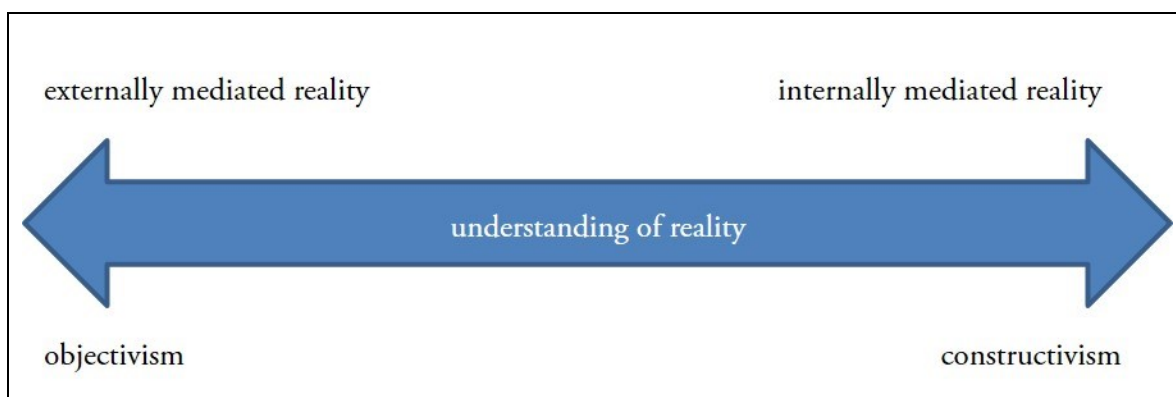 externally mediated reality
internally mediated reality
understanding of reality
objectivism
constructivism